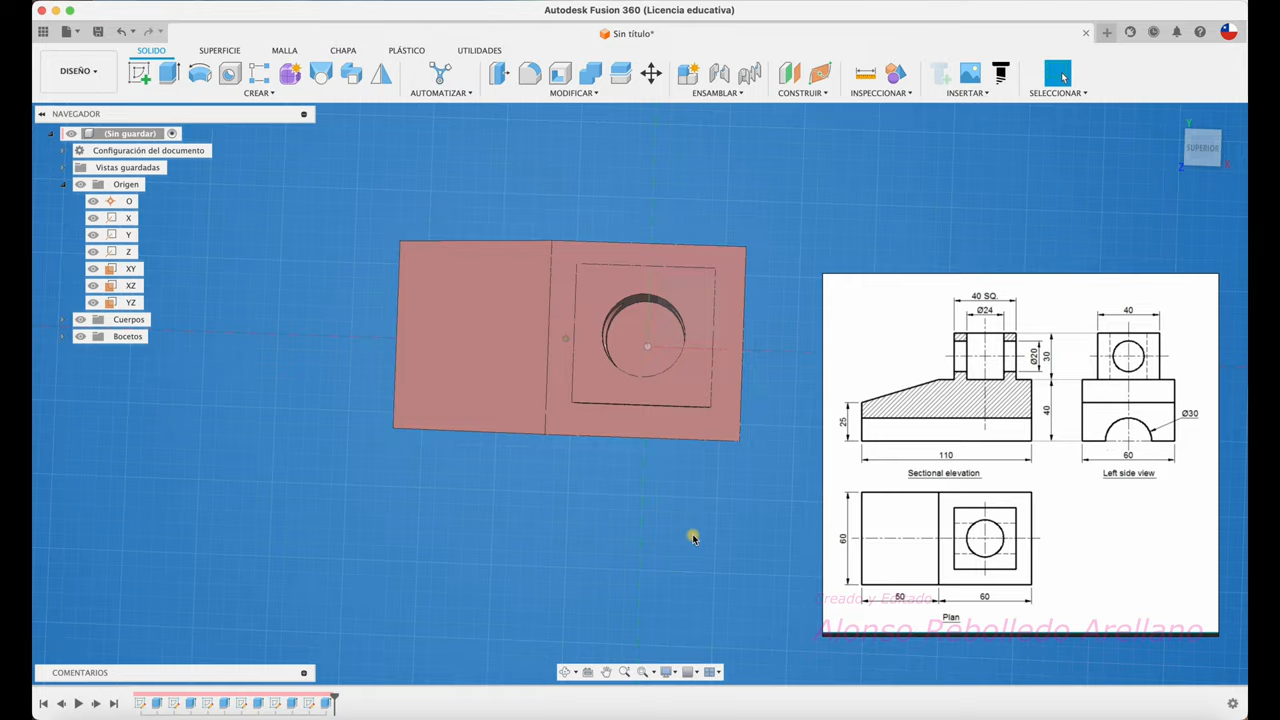 Autodesk Fusion 360 (Licencia educativa)
Sin título*
SOLIDO
SUPERFICIE
MALLA
CHAPA
PLÁSTICO
UTILIDADES
DISEÑO
CREAR
AUTOMATIZAR
MODIFICAR
ENSAMBLAR
CONSTRUIR
INSPECCIONAR
INSERTAR
SELECCIONAR
NAVEGADOR
(Sin guardar)
Configuración del documento
Vistas guardadas
Origen
O
X
Y
Z
XY
XZ
YZ
Cuerpos
Bocetos
Y
SUPERIOR
Z
X
40 SQ.
Ø24
Ø20
30
40
25
110
Sectional elevation
40
Ø30
60
Left side view
60
50
60
Plan
Creado y Editado
Alonso Rebolledo Arellano
COMENTARIOS